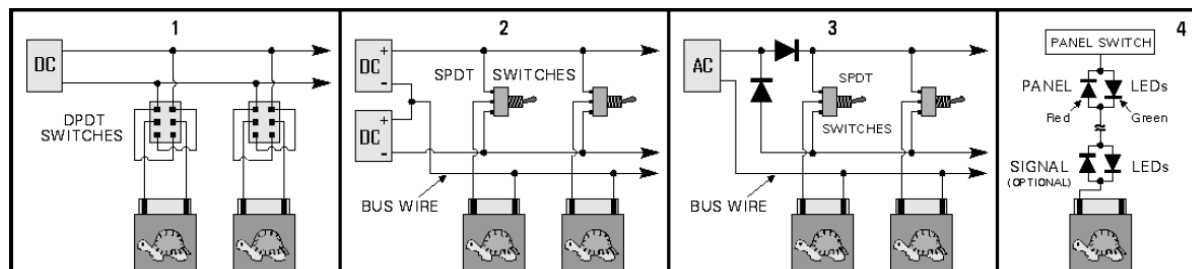 1
DC
DPDT
SWITCHES
2
DC + -
DC + -
SPDT SWITCHES
BUS WIRE
3
AC
SPDT
SWITCHES
BUS WIRE
4
PANEL SWITCH
PANEL LEDs
Red Green
≈
SIGNAL LEDs
(OPTIONAL)